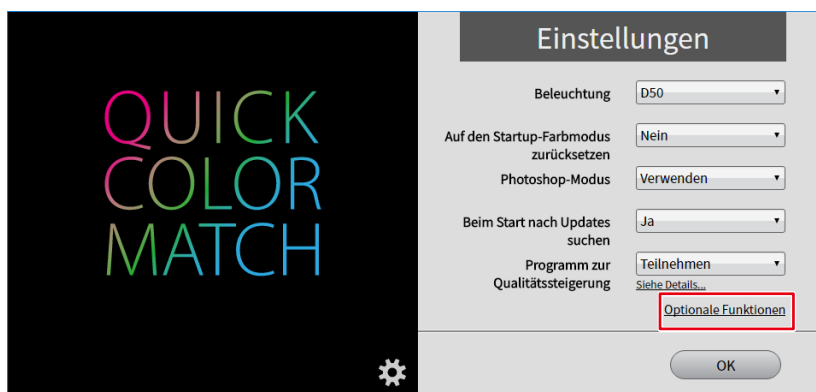 QUICK
COLOR
MATCH
Einstellungen
Beleuchtung
D50
Auf den Startup-Farbmodus
zurücksetzen
Nein
Photoshop-Modus
Verwenden
Beim Start nach Updates
suchen
Ja
Programm zur
Qualitätssteigerung
Teilnehmen
Siehe Details...
Optionale Funktionen
OK